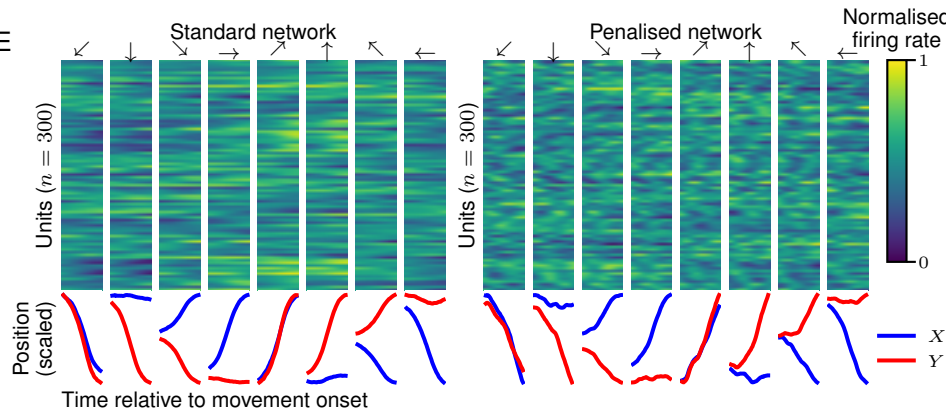 E
Standard network
Penalised network
Normalised
firing rate
↙ ↓ ↘ → ↗ ↑ ↖ ←
↙ ↓ ↘ → ↗ ↑ ↖ ←
Units (n = 300)
Units (n = 300)
1
0
Position
(scaled)
X
Y
Time relative to movement onset